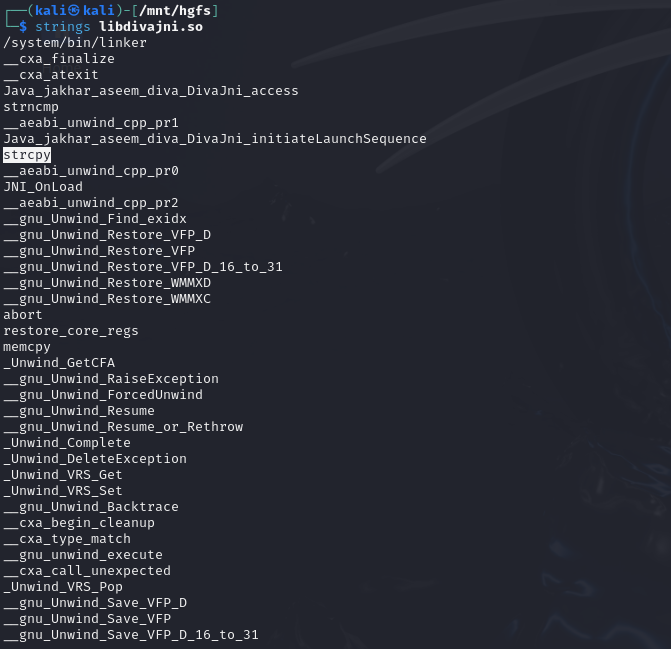 ┌──(kali㉿kali)-[/mnt/hgfs]
└─$ strings libdivajni.so
/system/bin/linker
__cxa_finalize
__cxa_atexit
Java_jakhar_aseem_diva_DivaJni_access
strncmp
__aeabi_unwind_cpp_pr1
Java_jakhar_aseem_diva_DivaJni_initiateLaunchSequence
strcpy
__aeabi_unwind_cpp_pr0
JNI_OnLoad
__aeabi_unwind_cpp_pr2
__gnu_Unwind_Find_exidx
__gnu_Unwind_Restore_VFP_D
__gnu_Unwind_Restore_VFP
__gnu_Unwind_Restore_VFP_D_16_to_31
__gnu_Unwind_Restore_WMMXD
__gnu_Unwind_Restore_WMMXC
abort
restore_core_regs
memcpy
_Unwind_GetCFA
__gnu_Unwind_RaiseException
__gnu_Unwind_ForcedUnwind
__gnu_Unwind_Resume
__gnu_Unwind_Resume_or_Rethrow
_Unwind_Complete
_Unwind_DeleteException
_Unwind_VRS_Get
_Unwind_VRS_Set
__gnu_Unwind_Backtrace
__cxa_begin_cleanup
__cxa_type_match
__gnu_unwind_execute
__cxa_call_unexpected
_Unwind_VRS_Pop
__gnu_Unwind_Save_VFP_D
__gnu_Unwind_Save_VFP
__gnu_Unwind_Save_VFP_D_16_to_31